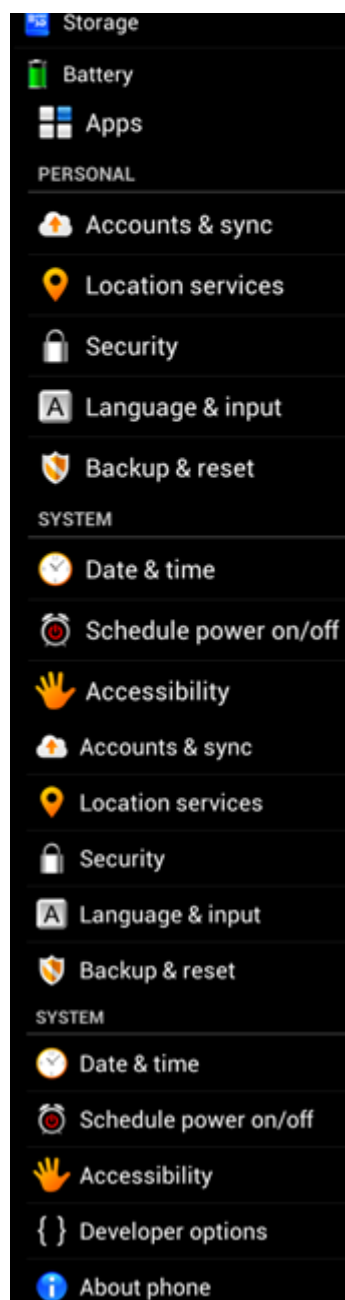 Storage
Battery
Apps
PERSONAL
Accounts & sync
Location services
Security
A Language & input
Backup & reset
SYSTEM
Date & time
Schedule power on/off
Accessibility
Accounts & sync
Location services
Security
A Language & input
Backup & reset
SYSTEM
Date & time
Schedule power on/off
Accessibility
{ } Developer options
About phone